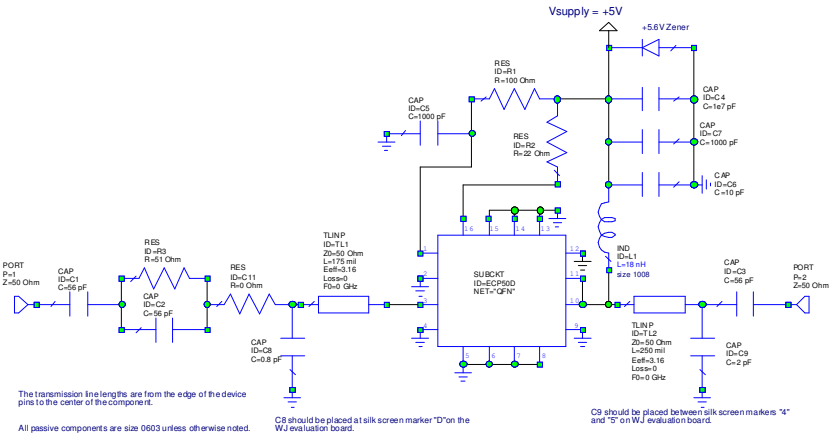 Vsupply = +5V
+5.6V Zener
RES
ID=R1
R=100 Ohm
CAP
ID=C4
C=1e7 pF
CAP
ID=C5
C=1000 pF
CAP
ID=C7
C=1000 pF
RES
ID=R2
R=22 Ohm
CAP
ID=C6
C=10 pF
16
15
14
13
TLINP
ID=TL1
Z0=50 Ohm
L=175 mil
Eeff=3.16
Loss=0
F0=0 GHz
1
2
3
4
SUBCKT
ID=ECP50D
NET="QFN"
12
11
10
9
5
6
7
8
IND
ID=L1
L=18 nH
size 1008
RES
ID=R3
R=51 Ohm
PORT
P=1
Z=50 Ohm
CAP
ID=C1
C=56 pF
CAP
ID=C2
C=56 pF
RES
ID=C11
R=0 Ohm
CAP
ID=C3
C=56 pF
PORT
P=2
Z=50 Ohm
CAP
ID=C8
C=0.8 pF
TLINP
ID=TL2
Z0=50 Ohm
L=250 mil
Eeff=3.16
Loss=0
F0=0 GHz
CAP
ID=C9
C=2 pF
The transmission line lengths are from the edge of the device
pins to the center of the component.
All passive components are size 0603 unless otherwise noted.
C8 should be placed at silk screen marker "D"on the
WJ evaluation board.
C9 should be placed between silk screen markers "4"
and "5" on WJ evaluation board.